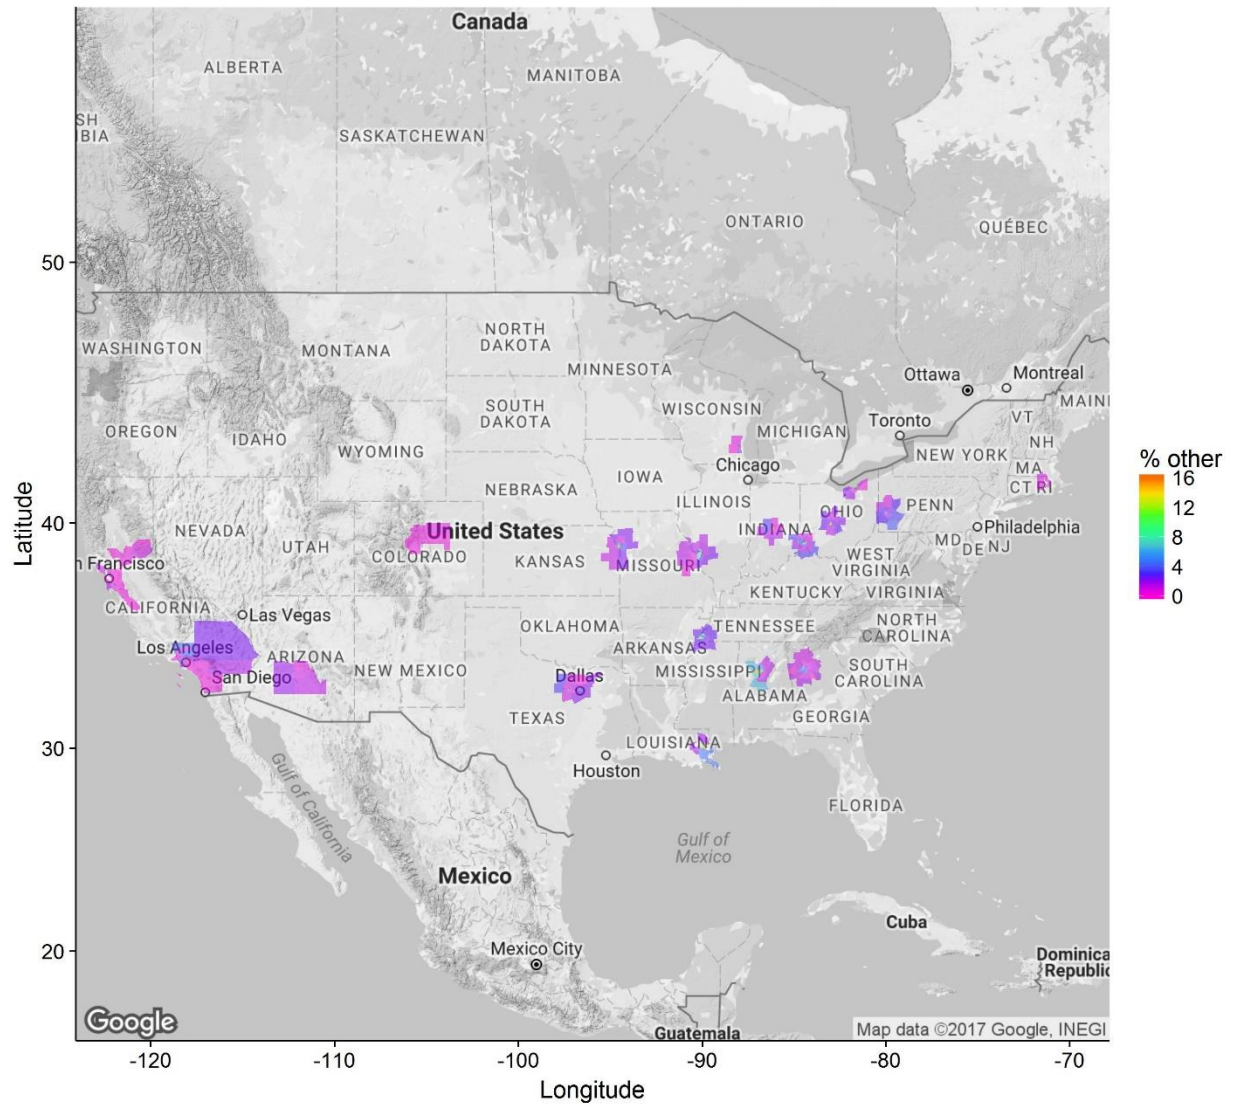 Canada
ALBERTA
MANITOBA
SH
IBIA
SASKATCHEWAN
ONTARIO
QUÉBEC
50
NORTH
DAKOTA
WASHINGTON
MONTANA
MINNESOTA
Ottawa
Montreal
MAINE
SOUTH
DAKOTA
WISCONSIN
VT
Toronto
OREGON
IDAHO
MICHIGAN
NH
WYOMING
NEW YORK
% other
Chicago
MA
16
IOWA
NEBRASKA
CT RI
ILLINOIS
12
Latitude
OHIO
PENN
40
NEVADA
United States
INDIANA
Philadelphia
8
UTAH
COLORADO
MD
DE
NJ
n Francisco
KANSAS
MISSOURI
WEST
VIRGINIA
4
KENTUCKY
VIRGINIA
0
CALIFORNIA
Las Vegas
OKLAHOMA
TENNESSEE
NORTH
CAROLINA
Los Angeles
ARIZONA
ARKANSAS
NEW MEXICO
MISSISSIPPI
SOUTH
CAROLINA
San Diego
Dallas
ALABAMA
TEXAS
GEORGIA
30
LOUISIANA
Houston
FLORIDA
Gulf of California
Gulf of
Mexico
Mexico
Cuba
20
Mexico City
Dominica
Republic
Google
Map data ©2017 Google, INEGI
Guatemala
-120
-110
-100
-90
-80
-70
Longitude